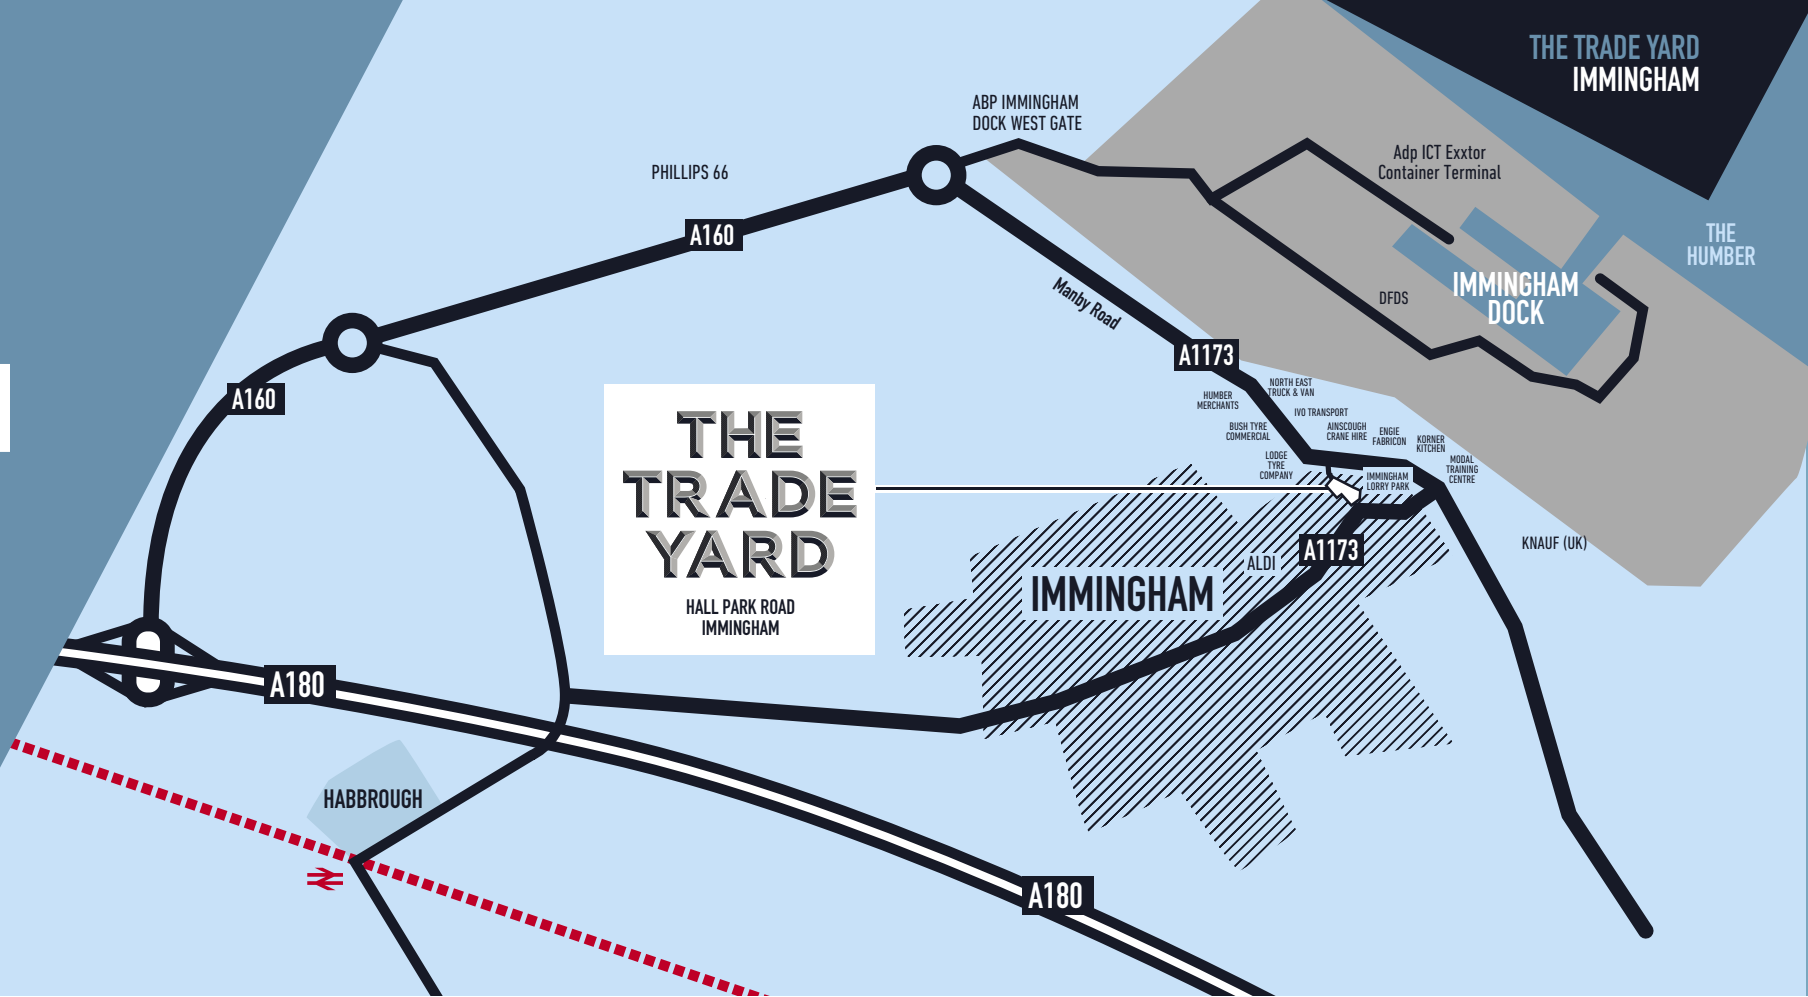 THE TRADE YARD
IMMINGHAM
ABP IMMINGHAM
DOCK WEST GATE
Adp ICT Exxtor
Container Terminal
PHILLIPS 66
A160
THE
HUMBER
IMMINGHAM
DOCK
DFDS
Manby Road
A1173
A160
NORTH EAST
TRUCK & VAN
HUMBER
MERCHANTS
IVO TRANSPORT
BUSH TYRE
COMMERCIAL
AINSCOUGH
CRANE HIRE
ENGIE
FABRICON
KORNER
KITCHEN
LODGE
TYRE
COMPANY
MODAL
TRAINING
CENTRE
IMMINGHAM
LORRY PARK
THE
TRADE
YARD
HALL PARK ROAD
IMMINGHAM
KNAUF (UK)
A1173
ALDI
IMMINGHAM
A180
HABBROUGH
A180